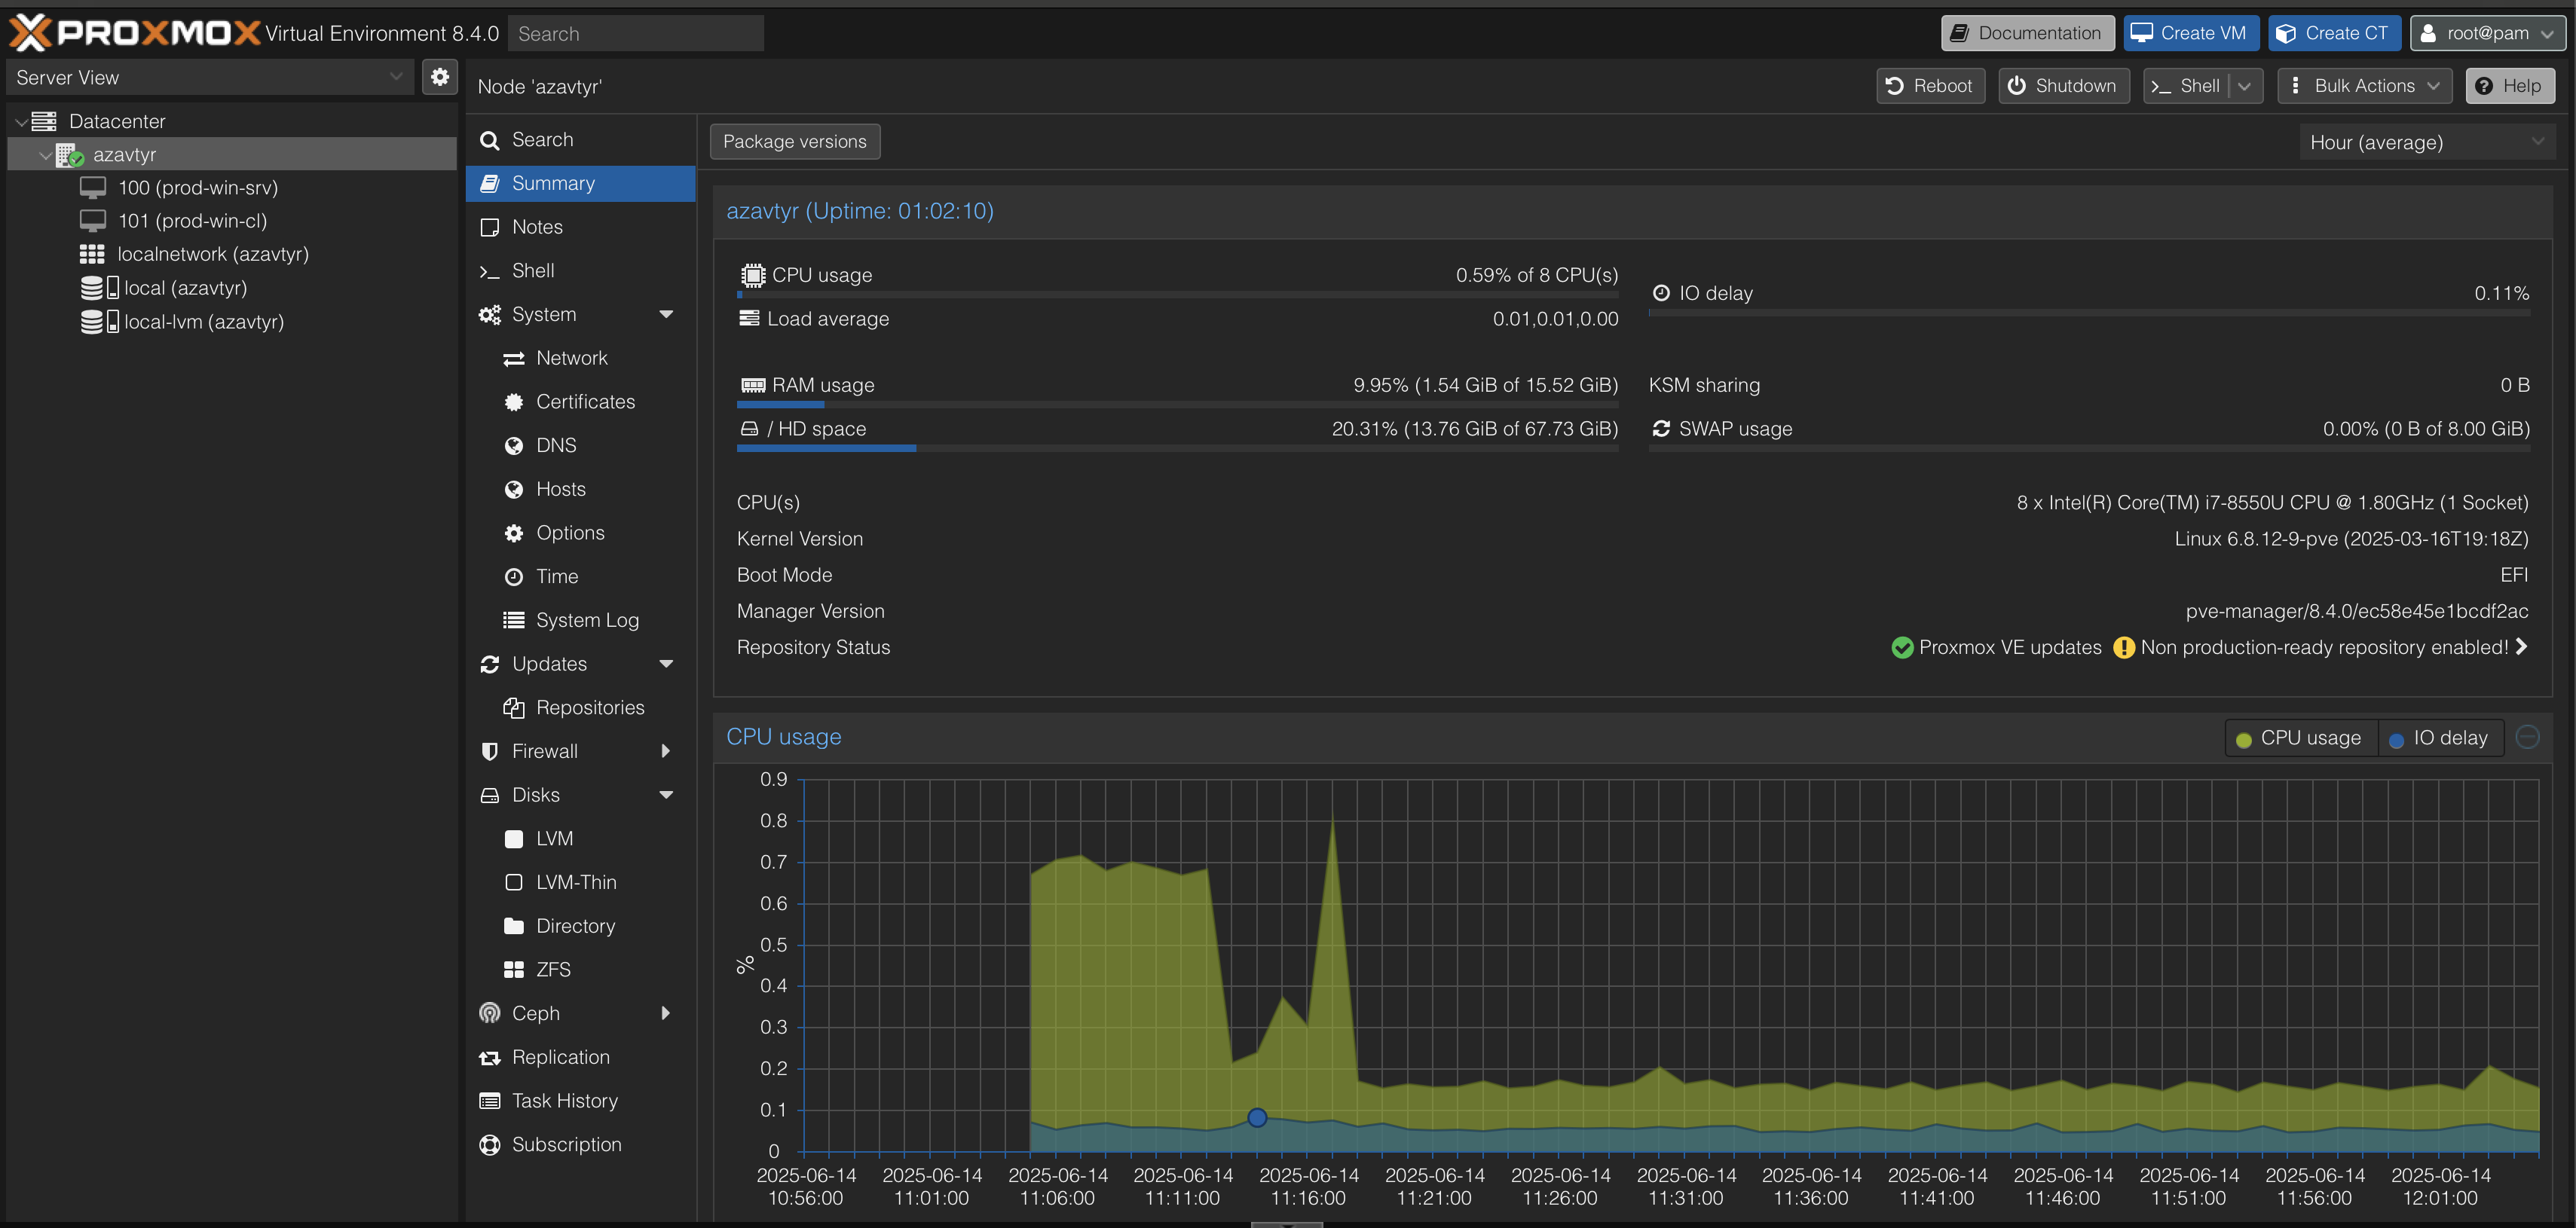 PROXMOX Virtual Environment 8.4.0 Search Documentation Create VM Create CT root@pam
Server View
Datacenter
azavtyr
100 (prod-win-srv)
101 (prod-win-cl)
localnetwork (azavtyr)
local (azavtyr)
local-lvm (azavtyr)
Node 'azavtyr' Reboot Shutdown Shell Bulk Actions Help
Search
Summary
Notes
Shell
System
Network
Certificates
DNS
Hosts
Options
Time
System Log
Updates
Repositories
Firewall
Disks
LVM
LVM-Thin
Directory
ZFS
Ceph
Replication
Task History
Subscription
Package versions Hour (average)
azavtyr (Uptime: 01:02:10)
CPU usage 0.59% of 8 CPU(s)
IO delay 0.11%
Load average 0.01,0.01,0.00
RAM usage 9.95% (1.54 GiB of 15.52 GiB) KSM sharing 0 B
/ HD space 20.31% (13.76 GiB of 67.73 GiB) SWAP usage 0.00% (0 B of 8.00 GiB)
CPU(s) 8 x Intel(R) Core(TM) i7-8550U CPU @ 1.80GHz (1 Socket)
Kernel Version Linux 6.8.12-9-pve (2025-03-16T19:18Z)
Boot Mode EFI
Manager Version pve-manager/8.4.0/ec58e45e1bcdf2ac
Repository Status Proxmox VE updates Non production-ready repository enabled!
CPU usage CPU usage IO delay
0.9
0.8
0.7
0.6
0.5
%
0.4
0.3
0.2
0.1
0
2025-06-14 2025-06-14 2025-06-14 2025-06-14 2025-06-14 2025-06-14 2025-06-14 2025-06-14 2025-06-14 2025-06-14 2025-06-14 2025-06-14 2025-06-14 2025-06-14
10:56:00 11:01:00 11:06:00 11:11:00 11:16:00 11:21:00 11:26:00 11:31:00 11:36:00 11:41:00 11:46:00 11:51:00 11:56:00 12:01:00